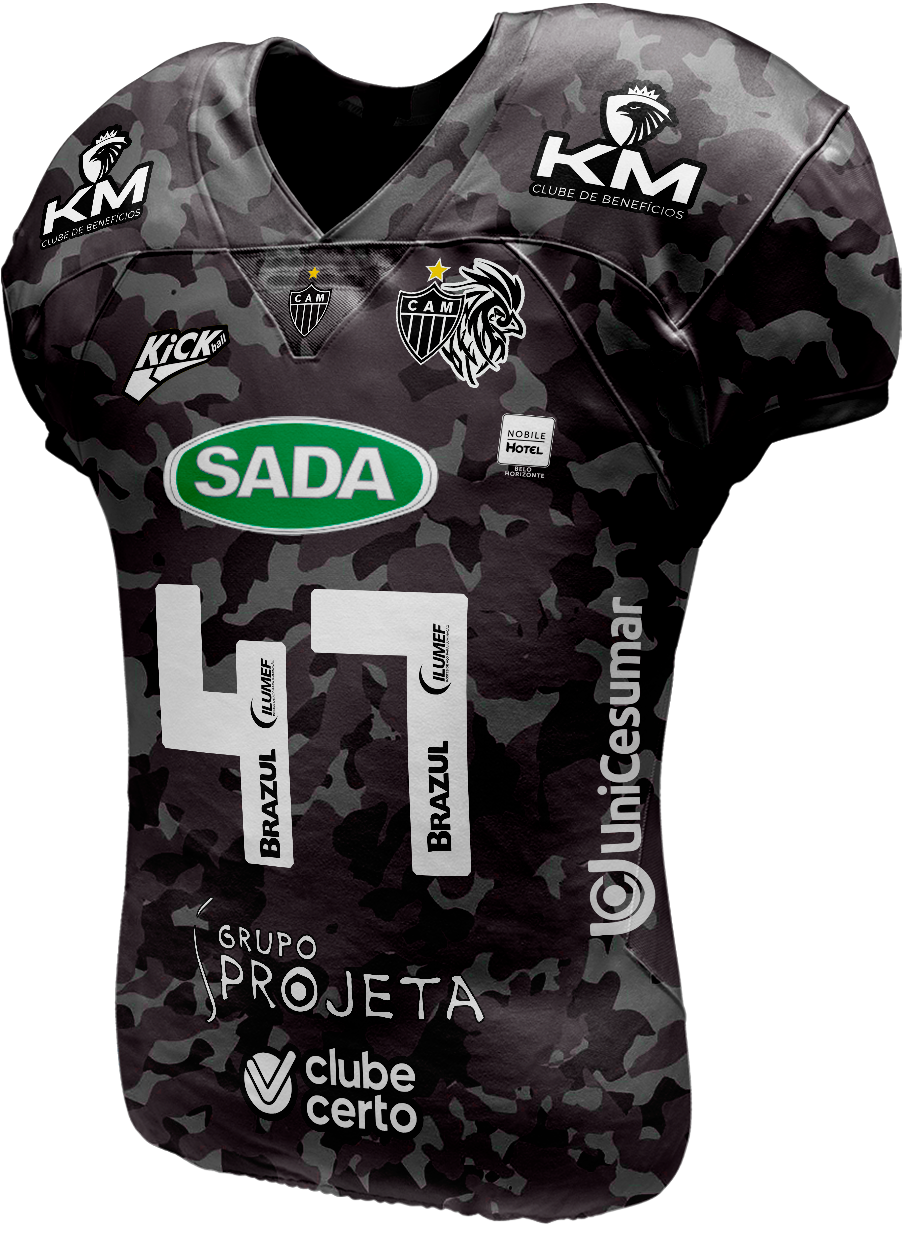 KM
CLUBE DE BENEFÍCIOS
KM
CLUBE DE BENEFÍCIOS
CAM
CAM
KiCK
ball
NOBILE
HOTEL
BELO
HORIZONTE
SADA
47
ILUMEF
BRAZUL
ILUMEF
BRAZUL
UniCesumar
GRUPO
PROJETA
clube
certo